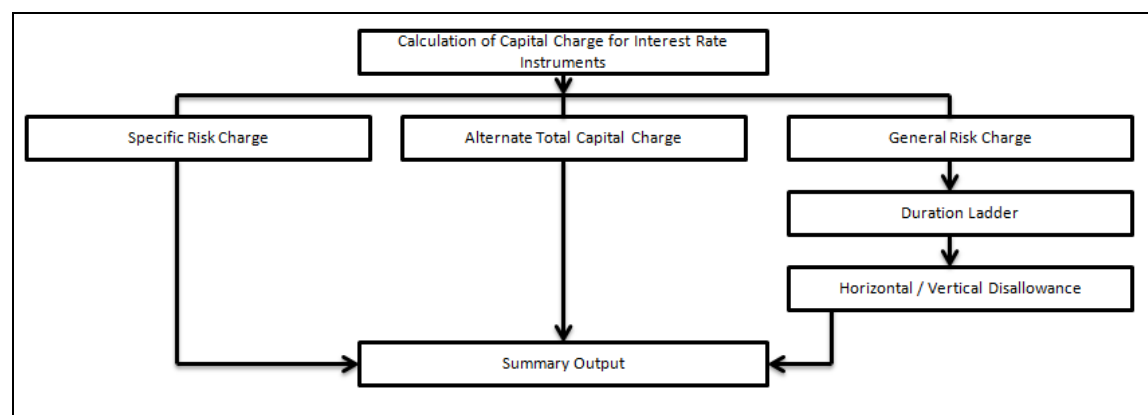 Calculation of Capital Charge for Interest Rate
Instruments
Specific Risk Charge
Alternate Total Capital Charge
General Risk Charge
Duration Ladder
Horizontal / Vertical Disallowance
Summary Output